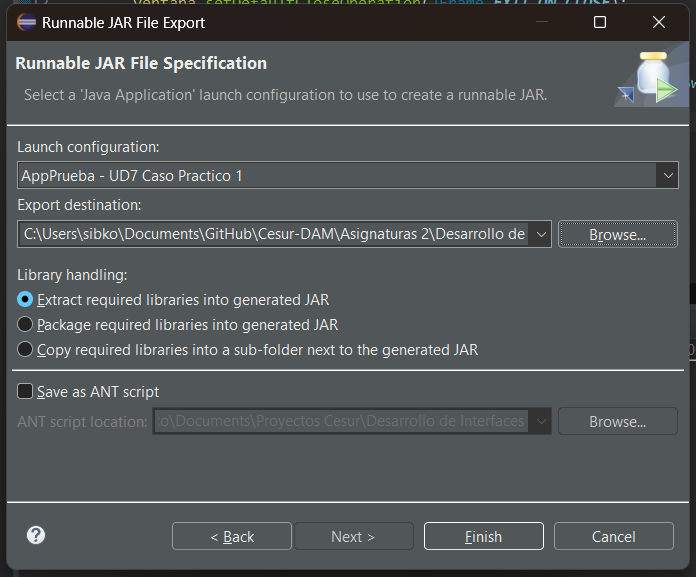 ventana.setDefaultCloseOperation(JFrame.EXIT_ON_CLOSE);
Runnable JAR File Export
Runnable JAR File Specification
Select a 'Java Application' launch configuration to use to create a runnable JAR.
Launch configuration:
AppPrueba - UD7 Caso Practico 1
Export destination:
C:\Users\sibko\Documents\GitHub\Cesur-DAM\Asignaturas 2\Desarrollo de
Browse...
Library handling:
Extract required libraries into generated JAR
Package required libraries into generated JAR
Copy required libraries into a sub-folder next to the generated JAR
Save as ANT script
ANT script location:
o\Documents\Proyectos Cesur\Desarrollo de Interfaces
Browse...
< Back
Next >
Finish
Cancel